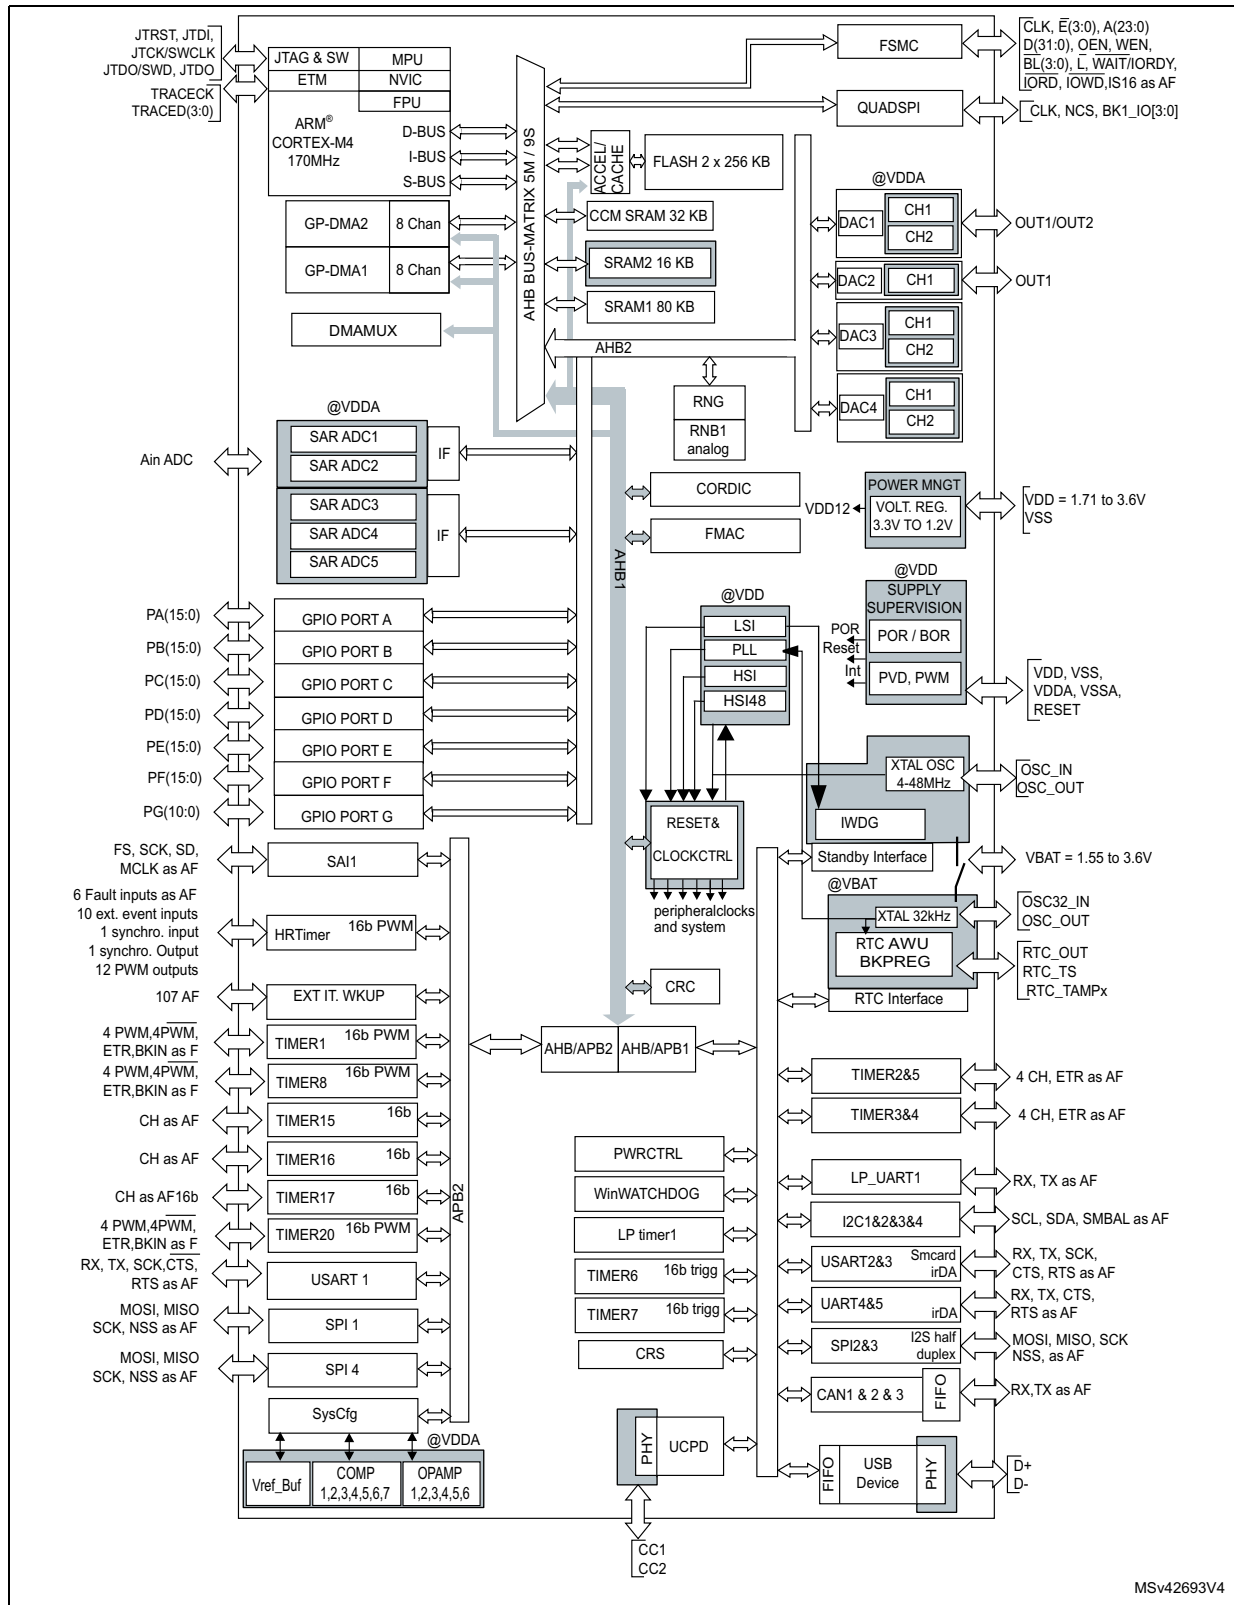 JTRST, JTDI,
JTCK/SWCLK
JTDO/SWD, JTDO
TRACECK
TRACED(3:0)
JTAG & SW
MPU
ETM
NVIC
FPU
ARM®
CORTEX-M4
170MHz
D-BUS
I-BUS
S-BUS
GP-DMA2
8 Chan
GP-DMA1
8 Chan
DMAMUX
AHB BUS-MATRIX 5M / 9S
ACCEL/
CACHE
FLASH 2 x 256 KB
CCM SRAM 32 KB
SRAM2 16 KB
SRAM1 80 KB
AHB2
RNG
RNB1
analog
FSMC
CLK, E(3:0), A(23:0)
D(31:0), OEN, WEN,
BL(3:0), L, WAIT/IORDY,
IORD, IOWD,IS16 as AF
QUADSPI
CLK, NCS, BK1_IO[3:0]
@VDDA
DAC1
CH1
CH2
OUT1/OUT2
DAC2
CH1
OUT1
DAC3
CH1
CH2
DAC4
CH1
CH2
@VDDA
Ain ADC
SAR ADC1
SAR ADC2
IF
SAR ADC3
SAR ADC4
SAR ADC5
IF
CORDIC
FMAC
AHB1
POWER MNGT
VDD12
VOLT. REG.
3.3V TO 1.2V
VDD = 1.71 to 3.6V
VSS
@VDD
SUPPLY
SUPERVISION
POR
Reset
Int
POR / BOR
PVD, PWM
VDD, VSS,
VDDA, VSSA,
RESET
@VDD
LSI
PLL
HSI
HSI48
PA(15:0)
GPIO PORT A
PB(15:0)
GPIO PORT B
PC(15:0)
GPIO PORT C
PD(15:0)
GPIO PORT D
PE(15:0)
GPIO PORT E
PF(15:0)
GPIO PORT F
PG(10:0)
GPIO PORT G
XTAL OSC
4-48MHz
OSC_IN
OSC_OUT
IWDG
RESET&
CLOCKCTRL
peripheralclocks
and system
Standby Interface
VBAT = 1.55 to 3.6V
@VBAT
XTAL 32kHz
OSC32_IN
OSC_OUT
RTC AWU
BKPREG
RTC_OUT
RTC_TS
RTC_TAMPx
RTC Interface
FS, SCK, SD,
MCLK as AF
SAI1
6 Fault inputs as AF
10 ext. event inputs
1 synchro. input
1 synchro. Output
12 PWM outputs
HRTimer
16b PWM
107 AF
EXT IT. WKUP
CRC
4 PWM,4PWM,
ETR,BKIN as F
TIMER1
16b PWM
AHB/APB2
AHB/APB1
4 PWM,4PWM,
ETR,BKIN as F
TIMER8
16b PWM
CH as AF
TIMER15
16b
CH as AF
TIMER16
16b
CH as AF16b
TIMER17
16b
4 PWM,4PWM,
ETR,BKIN as F
TIMER20
16b PWM
RX, TX, SCK,CTS,
RTS as AF
USART 1
MOSI, MISO
SCK, NSS as AF
SPI 1
MOSI, MISO
SCK, NSS as AF
SPI 4
SysCfg
APB2
@VDDA
Vref_Buf
COMP
1,2,3,4,5,6,7
OPAMP
1,2,3,4,5,6
PWRCTRL
WinWATCHDOG
LP timer1
TIMER6
16b trigg
TIMER7
16b trigg
CRS
PHY
UCPD
CC1
CC2
TIMER2&5
4 CH, ETR as AF
TIMER3&4
4 CH, ETR as AF
LP_UART1
RX, TX as AF
I2C1&2&3&4
SCL, SDA, SMBAL as AF
USART2&3
Smcard
irDA
RX, TX, SCK,
CTS, RTS as AF
UART4&5
irDA
RX, TX, CTS,
RTS as AF
SPI2&3
I2S half
duplex
MOSI, MISO, SCK
NSS, as AF
CAN1 & 2 & 3
FIFO
RX,TX as AF
FIFO
USB
Device
PHY
D+
D-
MSv42693V4